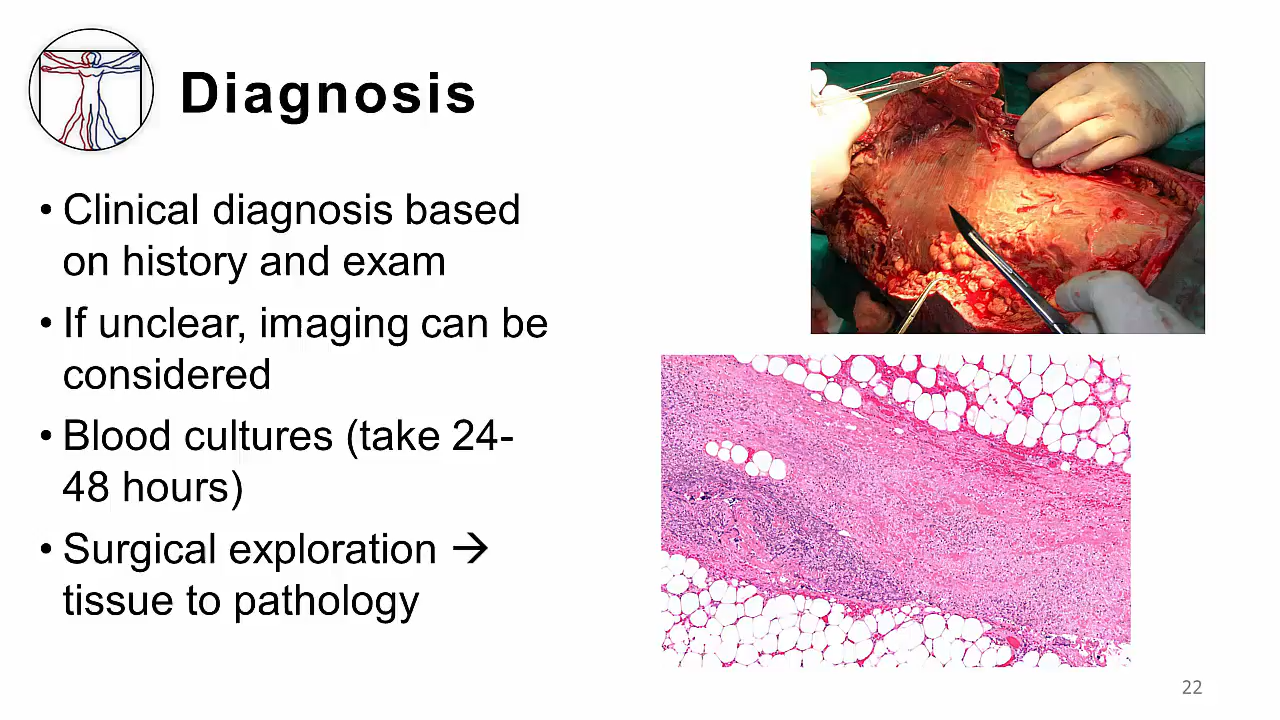 Diagnosis
• Clinical diagnosis based
on history and exam
• If unclear, imaging can be
considered
• Blood cultures (take 24-
48 hours)
• Surgical exploration →
tissue to pathology
22